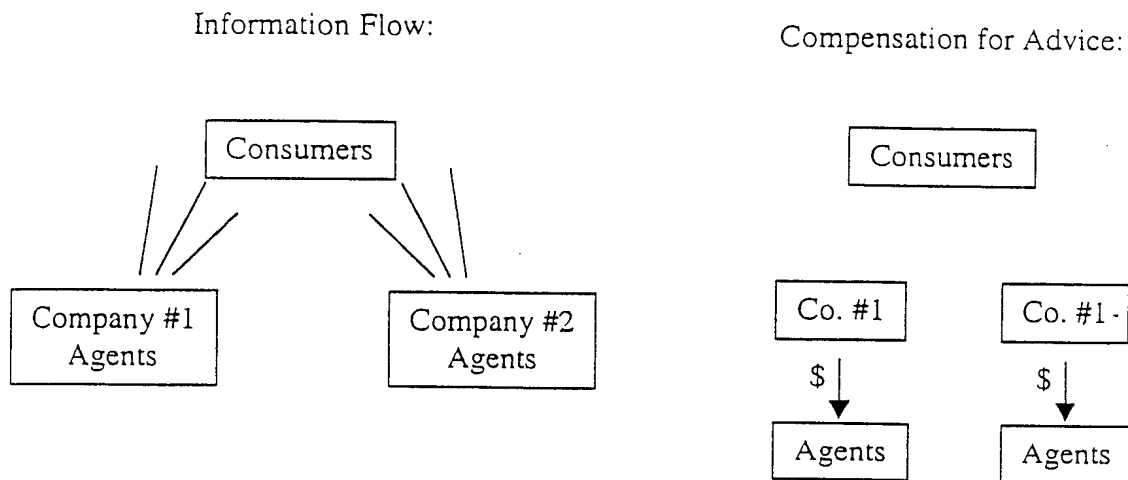 Information Flow:
Consumers
Company #1
Agents
Company #2
Agents
Compensation for Advice:
Consumers
Co. #1
Co. #1
$
$
Agents
Agents